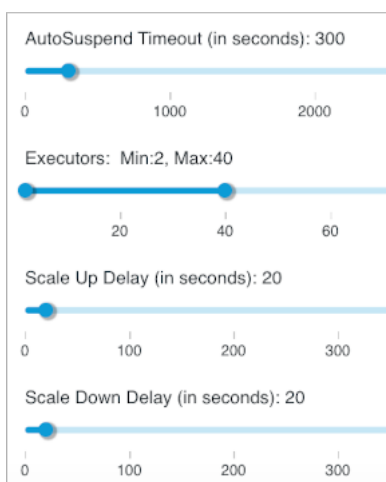 AutoSuspend Timeout (in seconds): 300
0 1000 2000
Executors: Min:2, Max:40
20 40 60
Scale Up Delay (in seconds): 20
0 100 200 300
Scale Down Delay (in seconds): 20
0 100 200 300